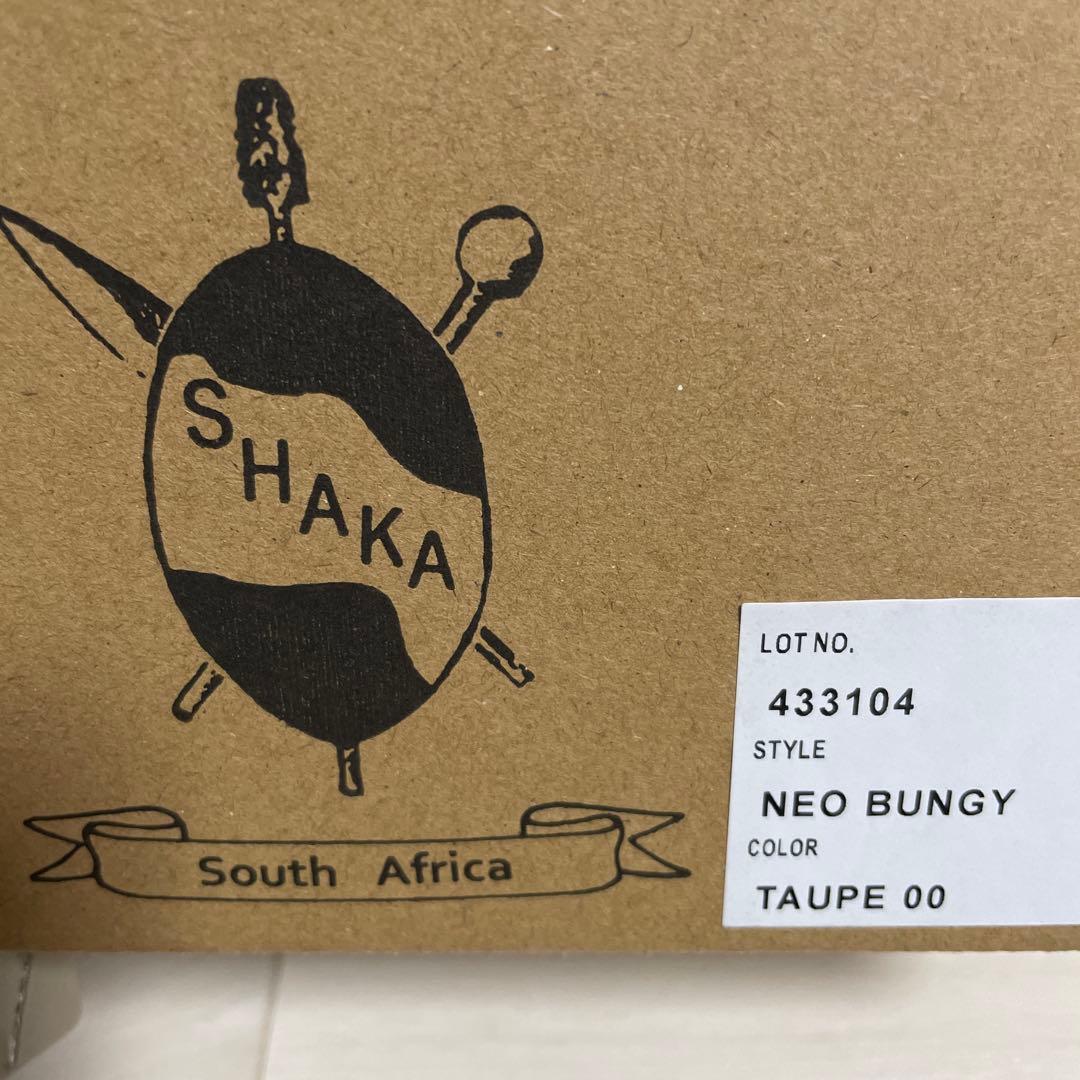 SHAKA
South Africa
LOT NO.
433104
STYLE
NEO BUNGY
COLOR
TAUPE 00